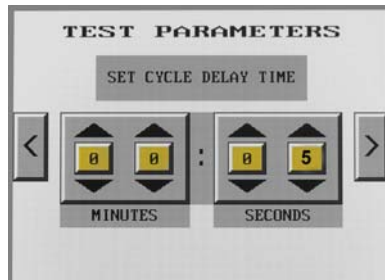 TEST PARAMETERS
SET CYCLE DELAY TIME
< 0 0 : 0 5 >
MINUTES SECONDS